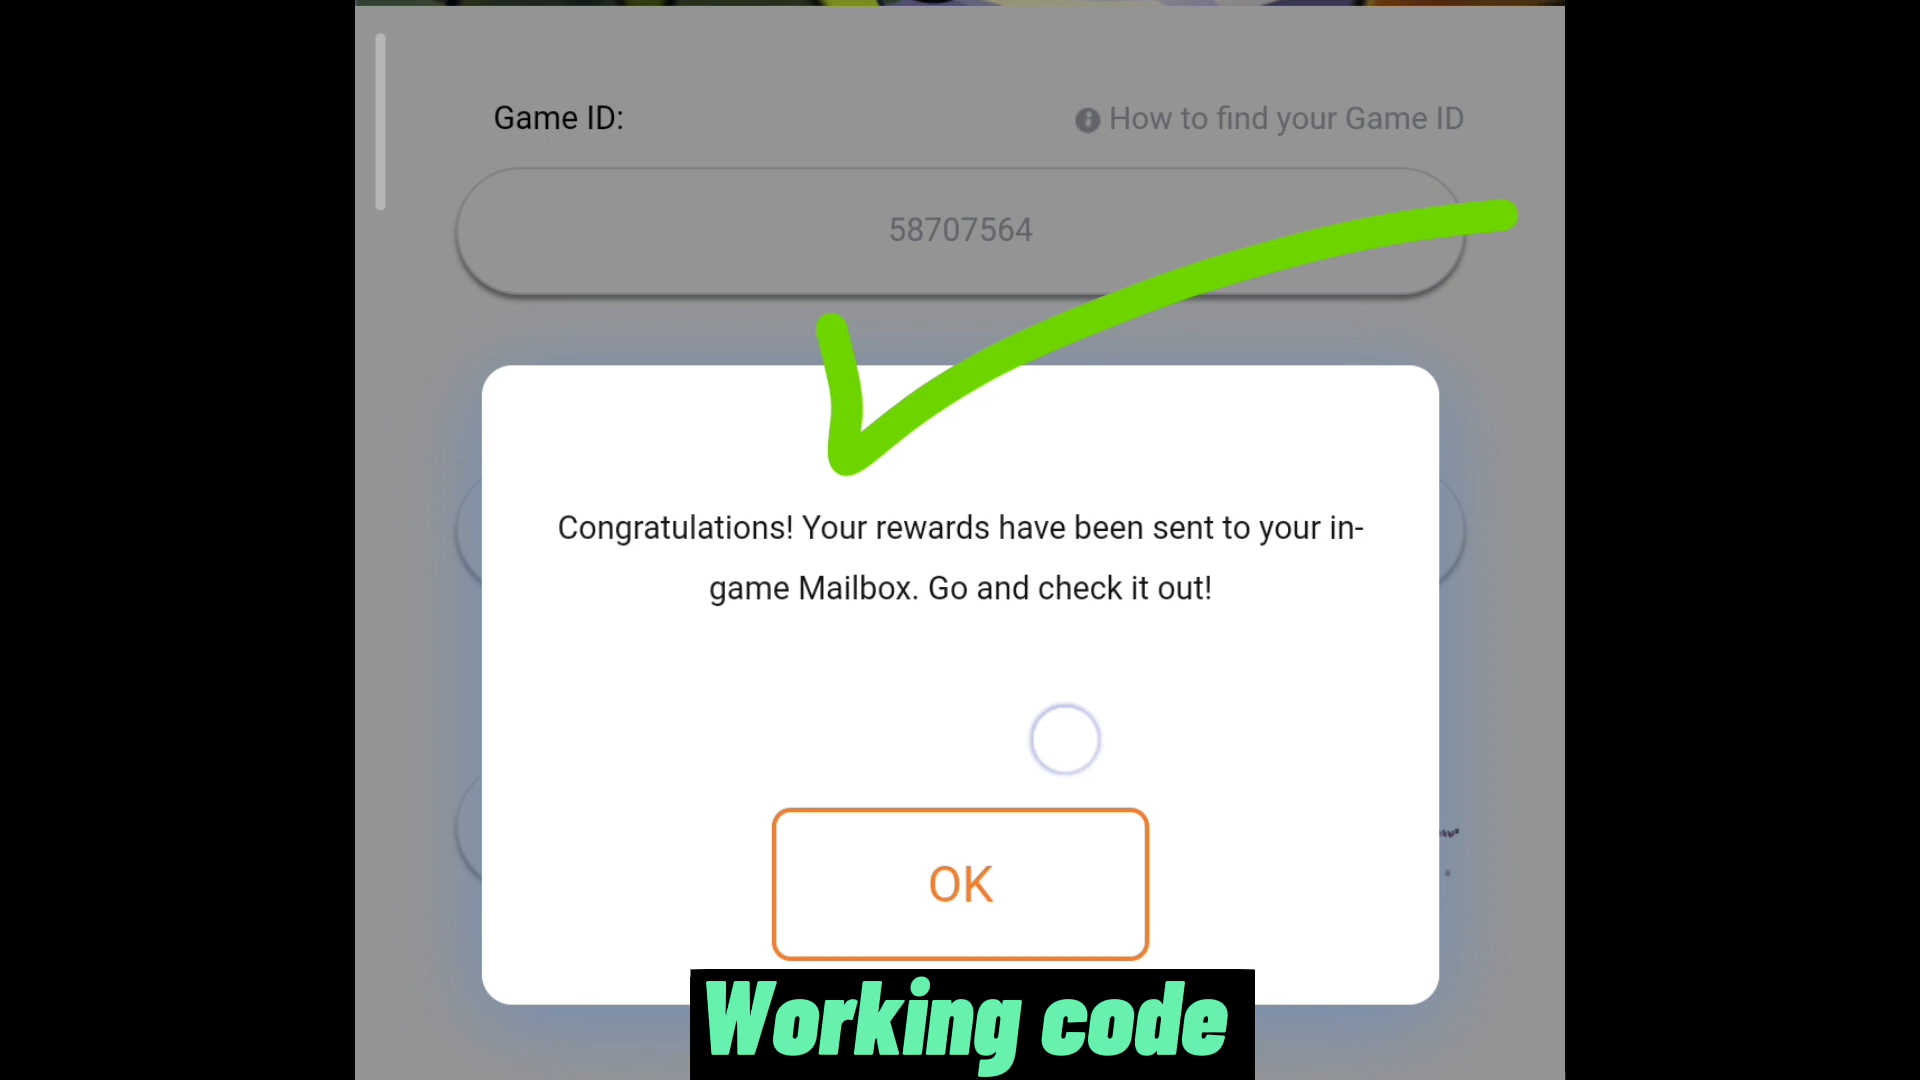 Game ID:
How to find your Game ID
58707564
Congratulations! Your rewards have been sent to your in-
game Mailbox. Go and check it out!
OK
Working code